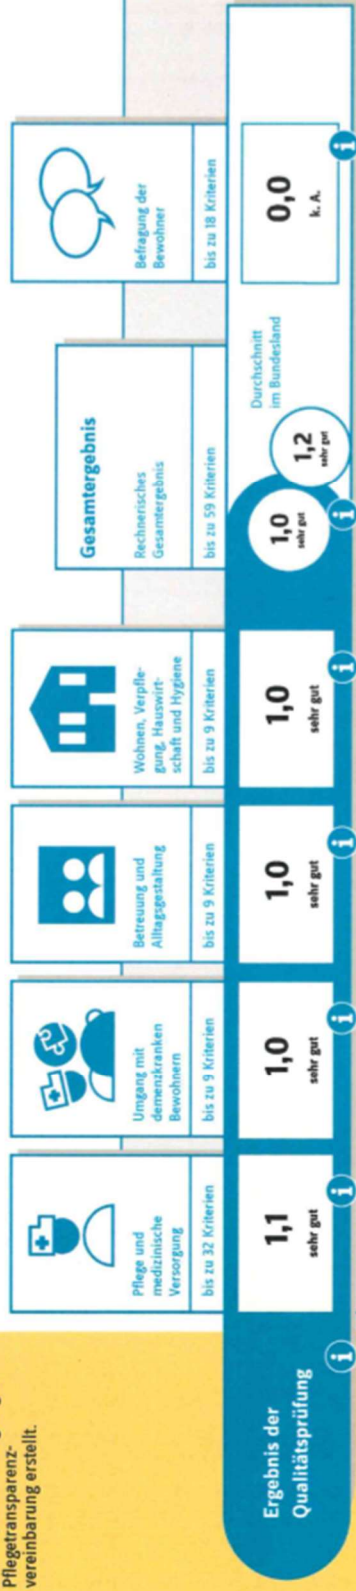 Pflegetransparenz-
vereinbarung erstellt.
Pflege und
medizinische
Versorgung
bis zu 32 Kriterien
Umgang mit
demenzkranken
Bewohnern
bis zu 9 Kriterien
Betreuung und
Alltagsgestaltung
bis zu 9 Kriterien
Wohnen, Verpfle-
gung, Hauswirt-
schaft und Hygiene
bis zu 9 Kriterien
Gesamtergebnis
Rechnerisches
Gesamtergebnis
bis zu 59 Kriterien
Befragung der
Bewohner
bis zu 18 Kriterien
Ergebnis der
Qualitätsprüfung
i
1,1
sehr gut
i
1,0
sehr gut
i
1,0
sehr gut
i
1,0
sehr gut
i
1,0
sehr gut
i
1,2
sehr gut
Durchschnitt
im Bundesland
0,0
k. A.
i